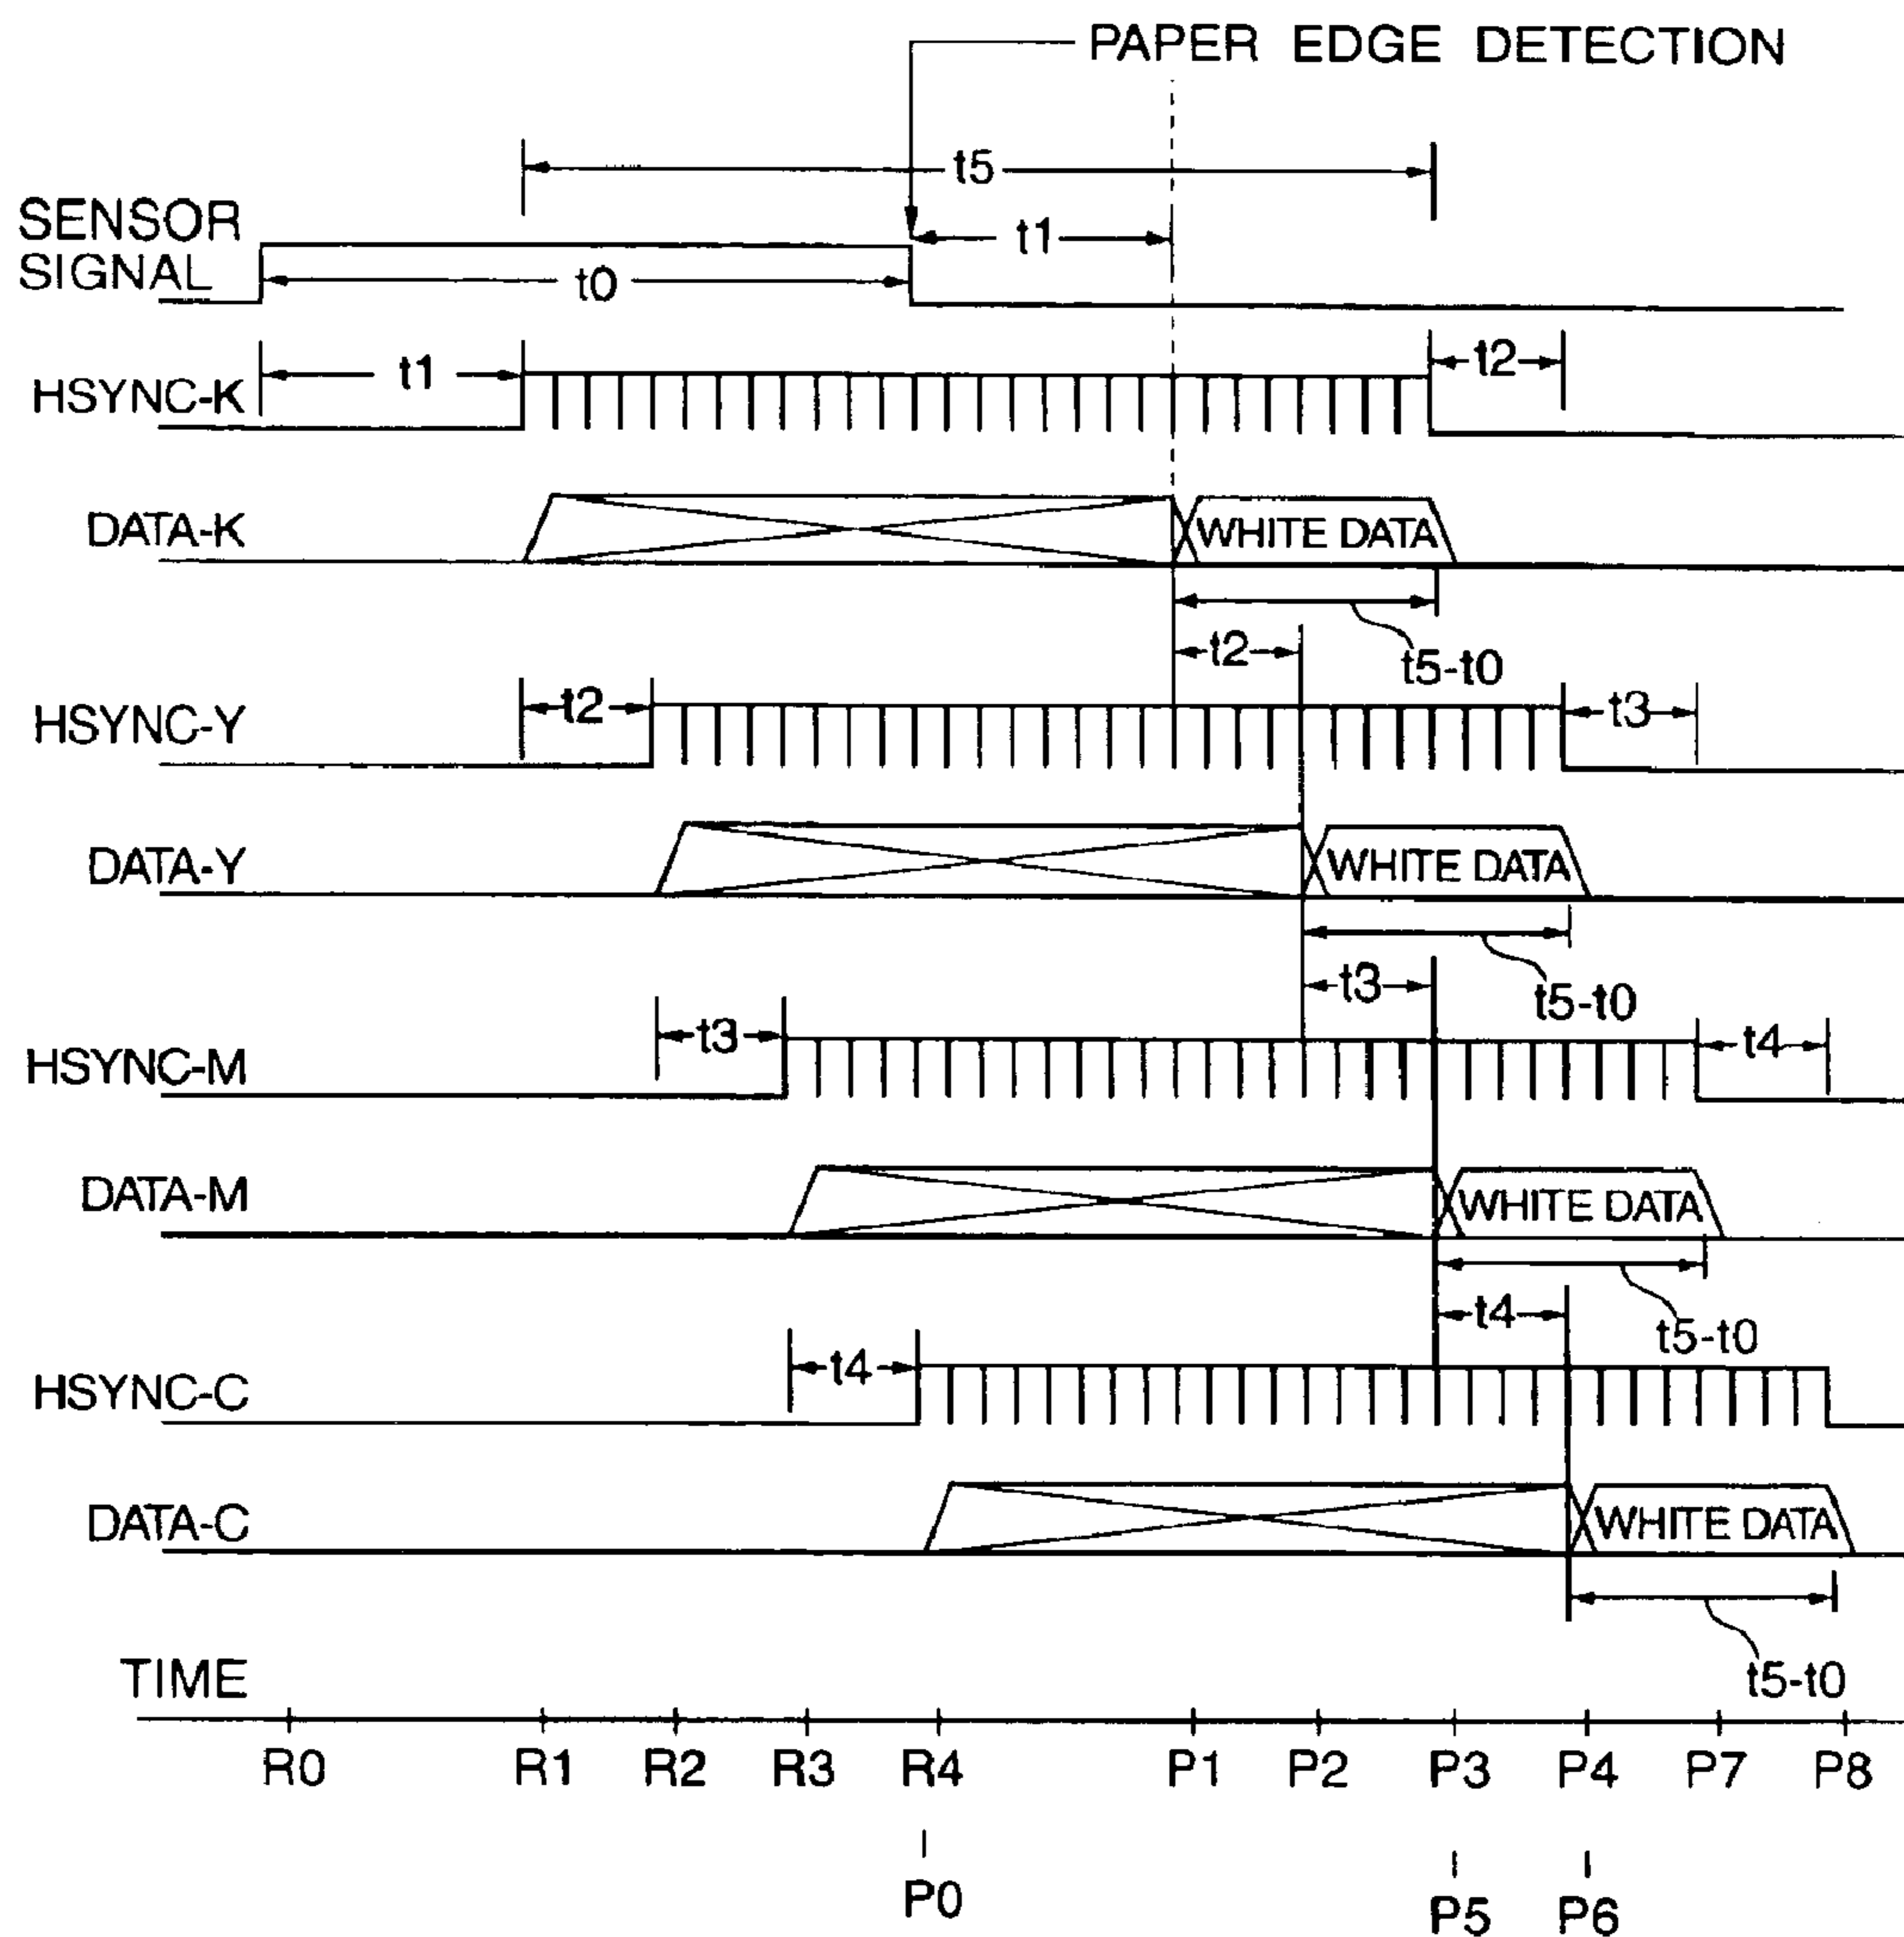 PAPER EDGE DETECTION
t5
SENSOR
SIGNAL
t1
t0
HSYNC-K
t1
t2
DATA-K
WHITE DATA
t5-t0
t2
HSYNC-Y
t2
t3
DATA-Y
WHITE DATA
t5-t0
t3
HSYNC-M
t3
t4
DATA-M
WHITE DATA
t5-t0
t4
HSYNC-C
t4
DATA-C
WHITE DATA
t5-t0
TIME
R0 R1 R2 R3 R4 P1 P2 P3 P4 P7 P8
P0 P5 P6